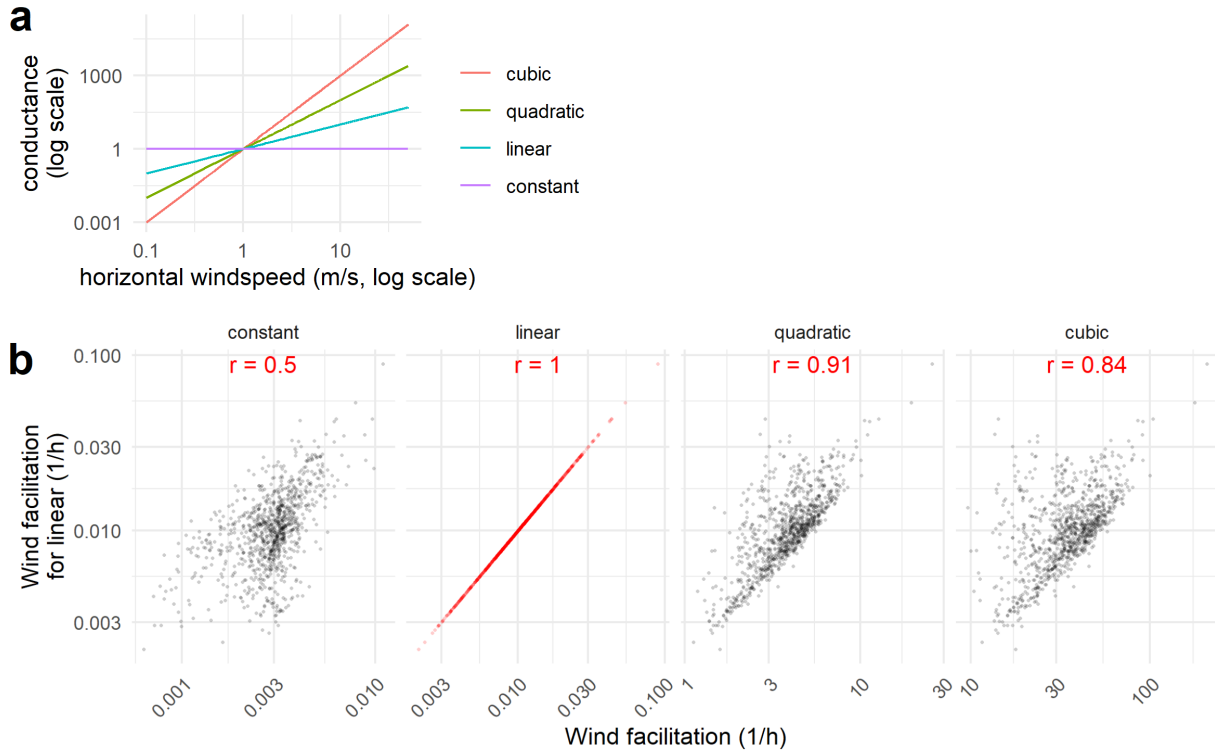 a
conductance
(log scale)
1000
1
0.001
0.1 1 10
horizontal windspeed (m/s, log scale)
cubic
quadratic
linear
constant
b
constant linear quadratic cubic
r = 0.5 r = 1 r = 0.91 r = 0.84
Wind facilitation
for linear (1/h)
0.100
0.030
0.010
0.003
0.001 0.003 0.010 0.003 0.010 0.030 0.100 1 3 10 30 10 30 100
Wind facilitation (1/h)